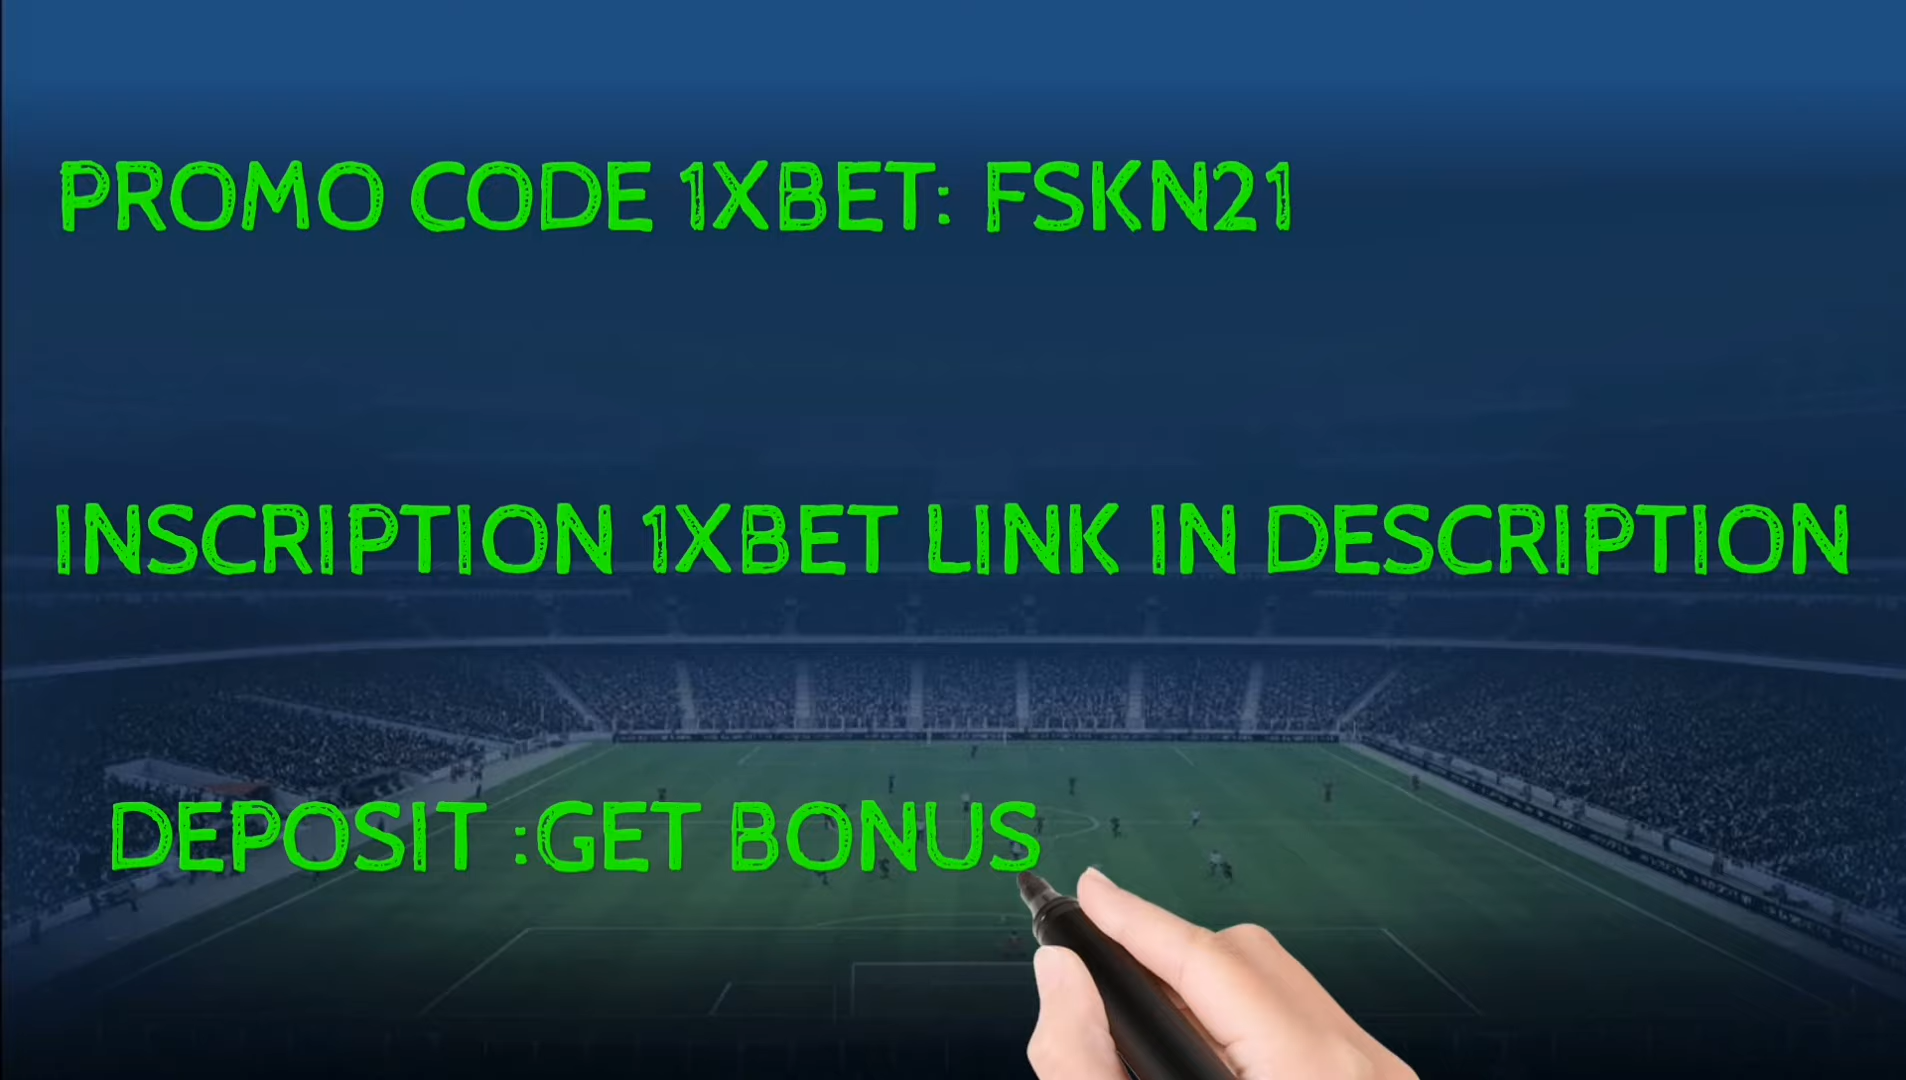 PROMO CODE 1XBET: FSKN21
INSCRIPTION 1XBET LINK IN DESCRIPTION
DEPOSIT :GET BONUS